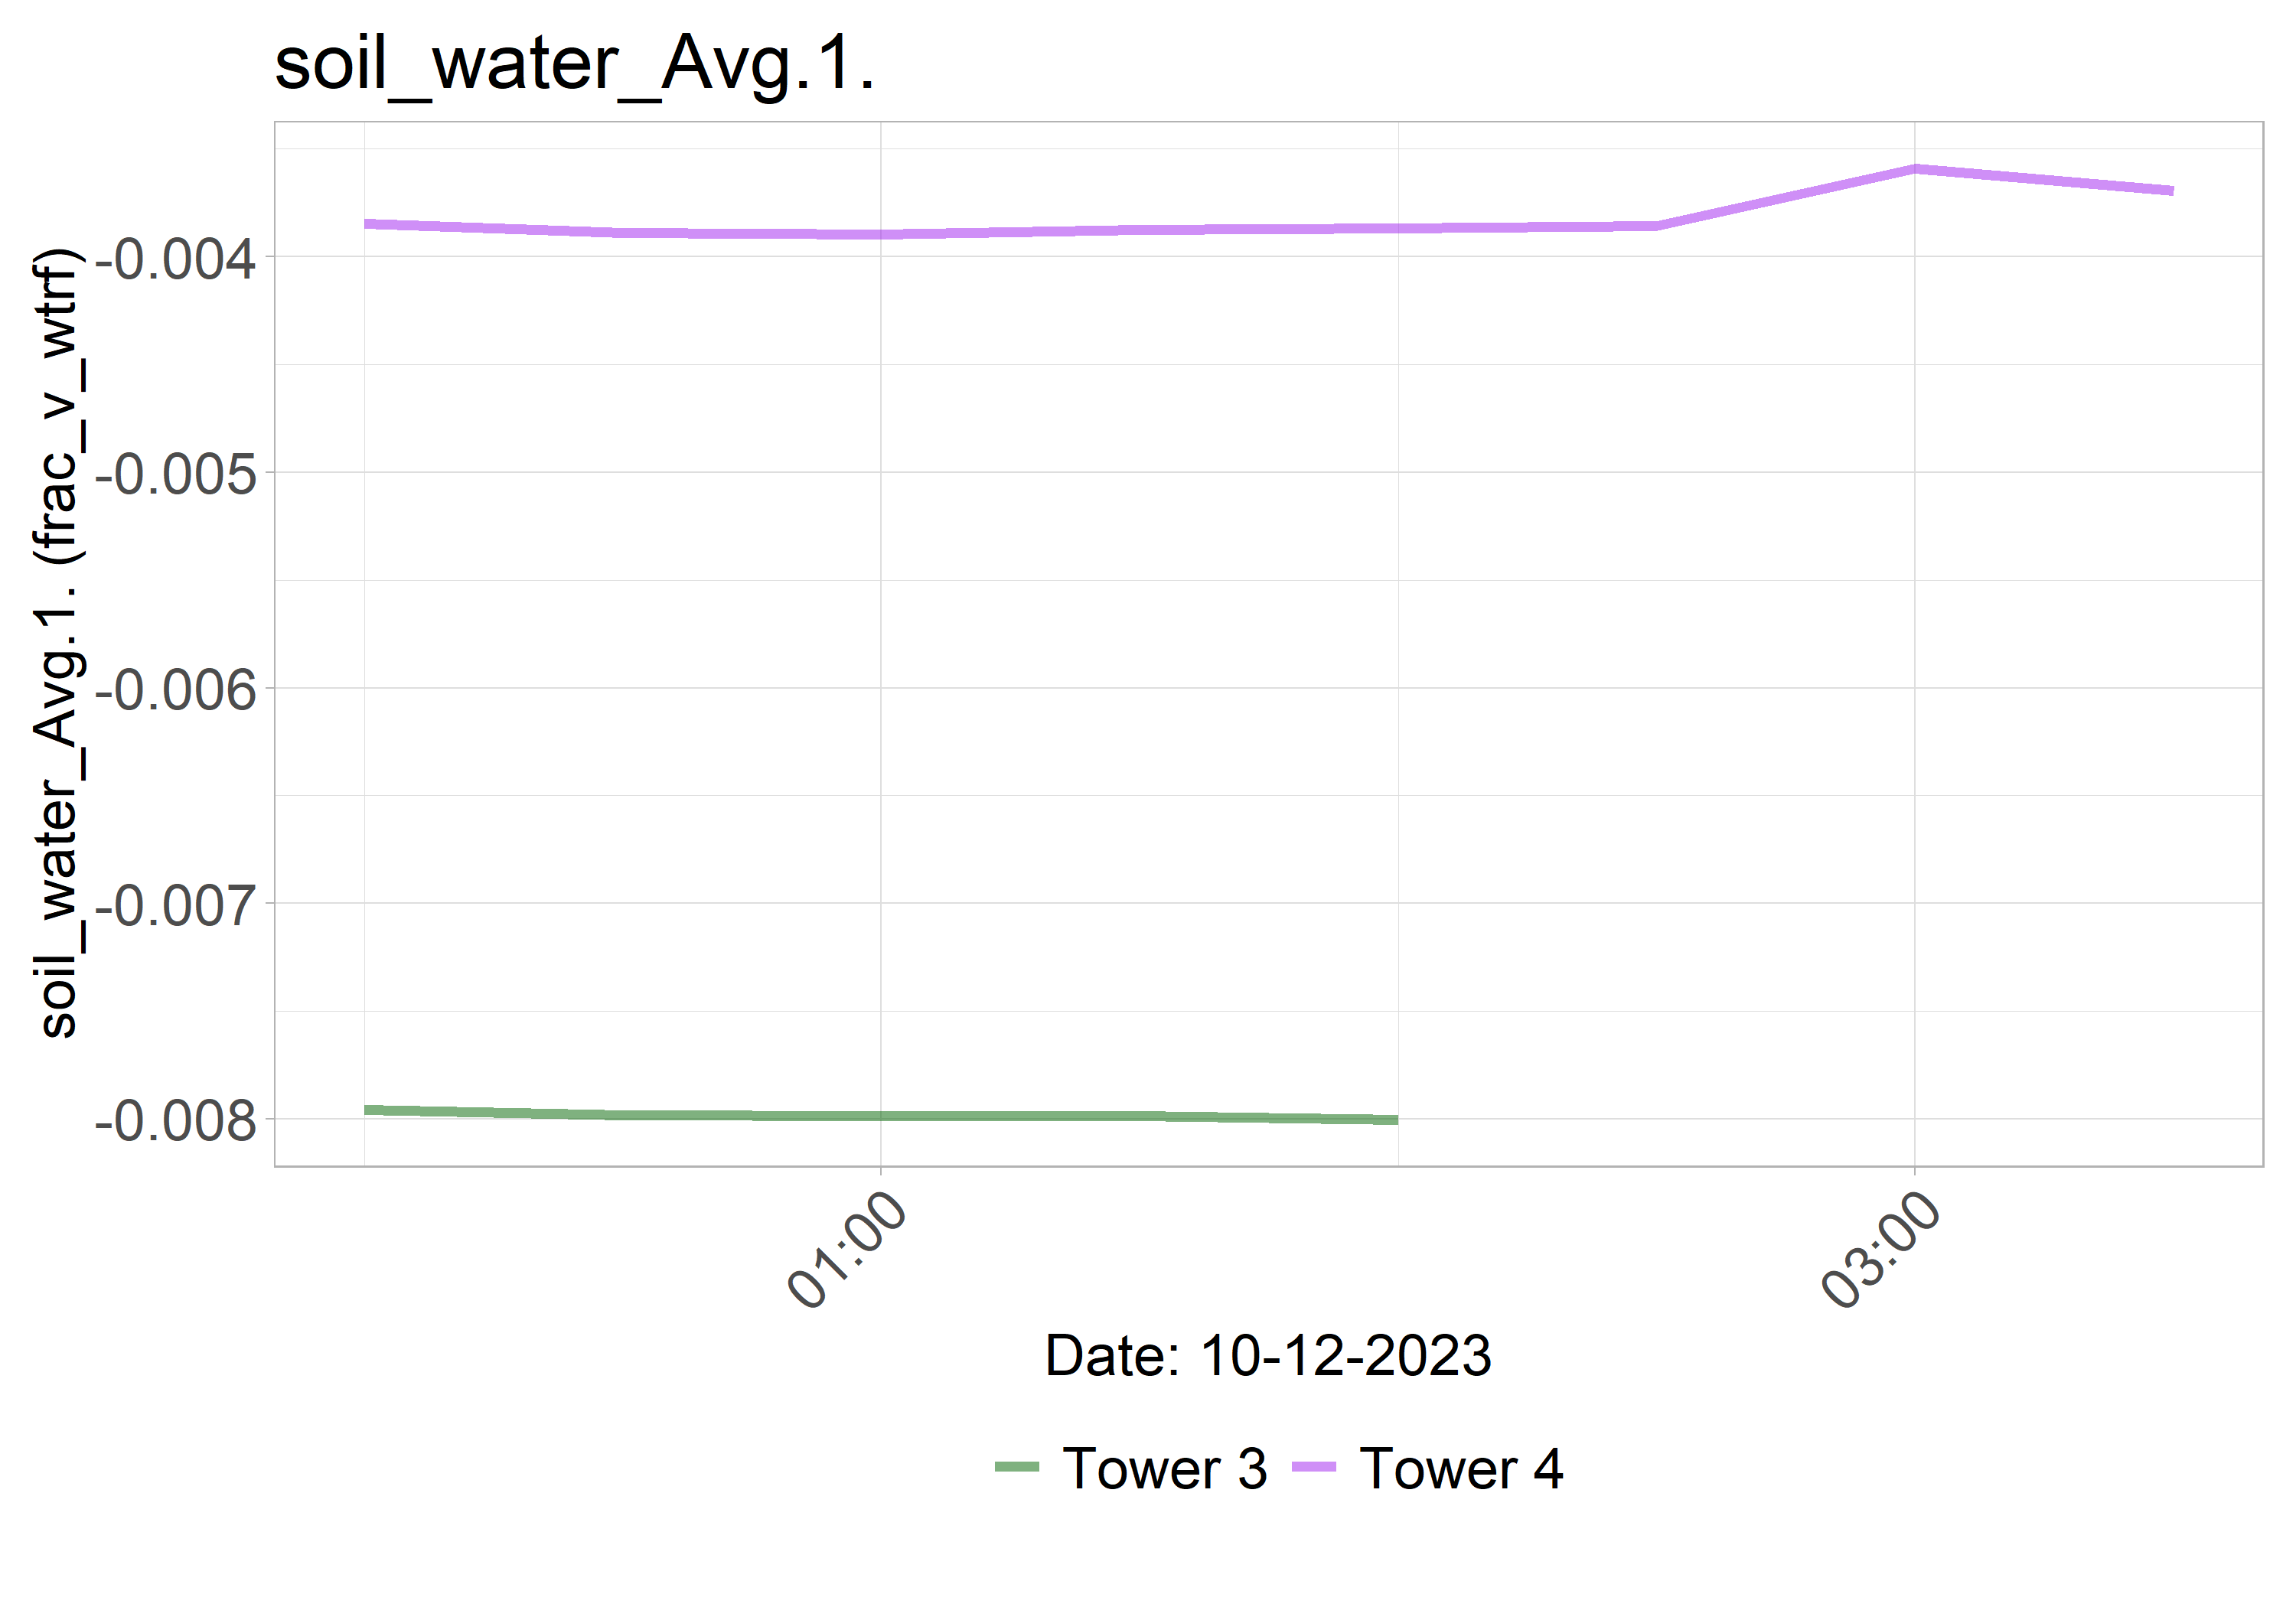 soil_water_Avg.1.
soil_water_Avg.1. (frac_v_wtrf)
-0.004
-0.005
-0.006
-0.007
-0.008
01:00
03:00
Date: 10-12-2023
Tower 3
Tower 4